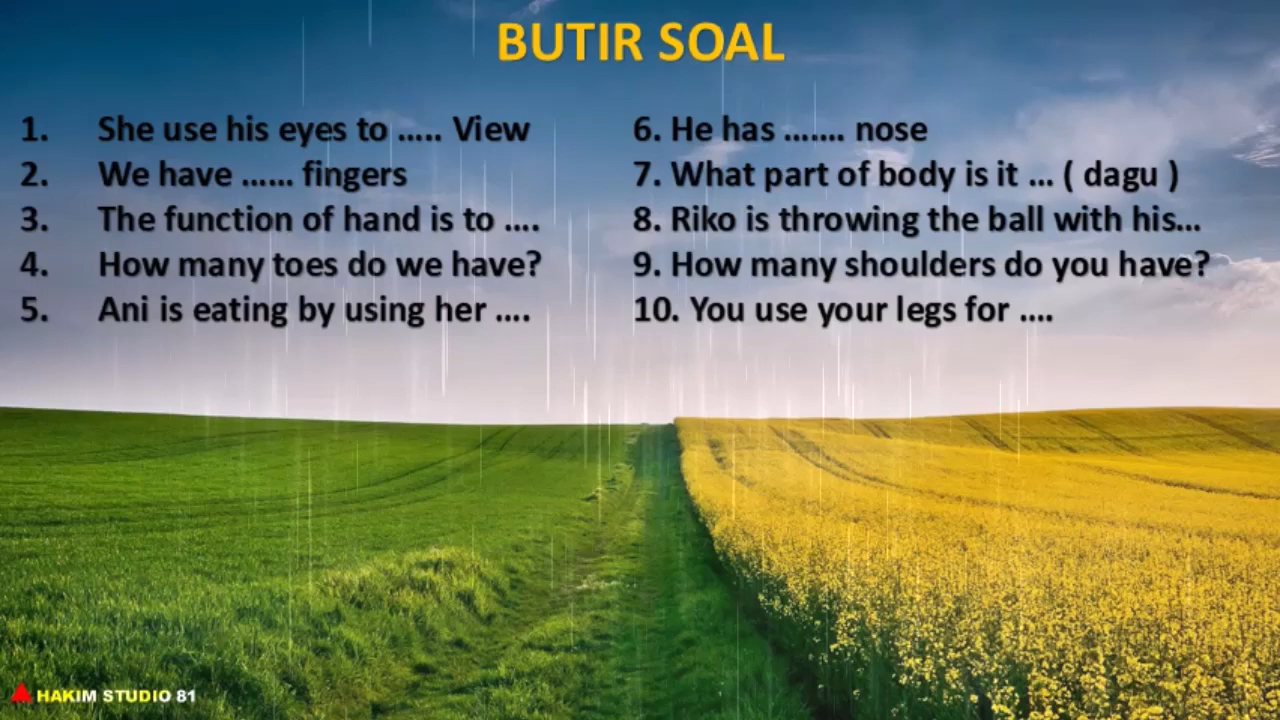 BUTIR SOAL
1. She use his eyes to ..... View
2. We have ...... fingers
3. The function of hand is to ....
4. How many toes do we have?
5. Ani is eating by using her ....
6. He has ....... nose
7. What part of body is it ... ( dagu )
8. Riko is throwing the ball with his...
9. How many shoulders do you have?
10. You use your legs for ....
HAKIM STUDIO 81